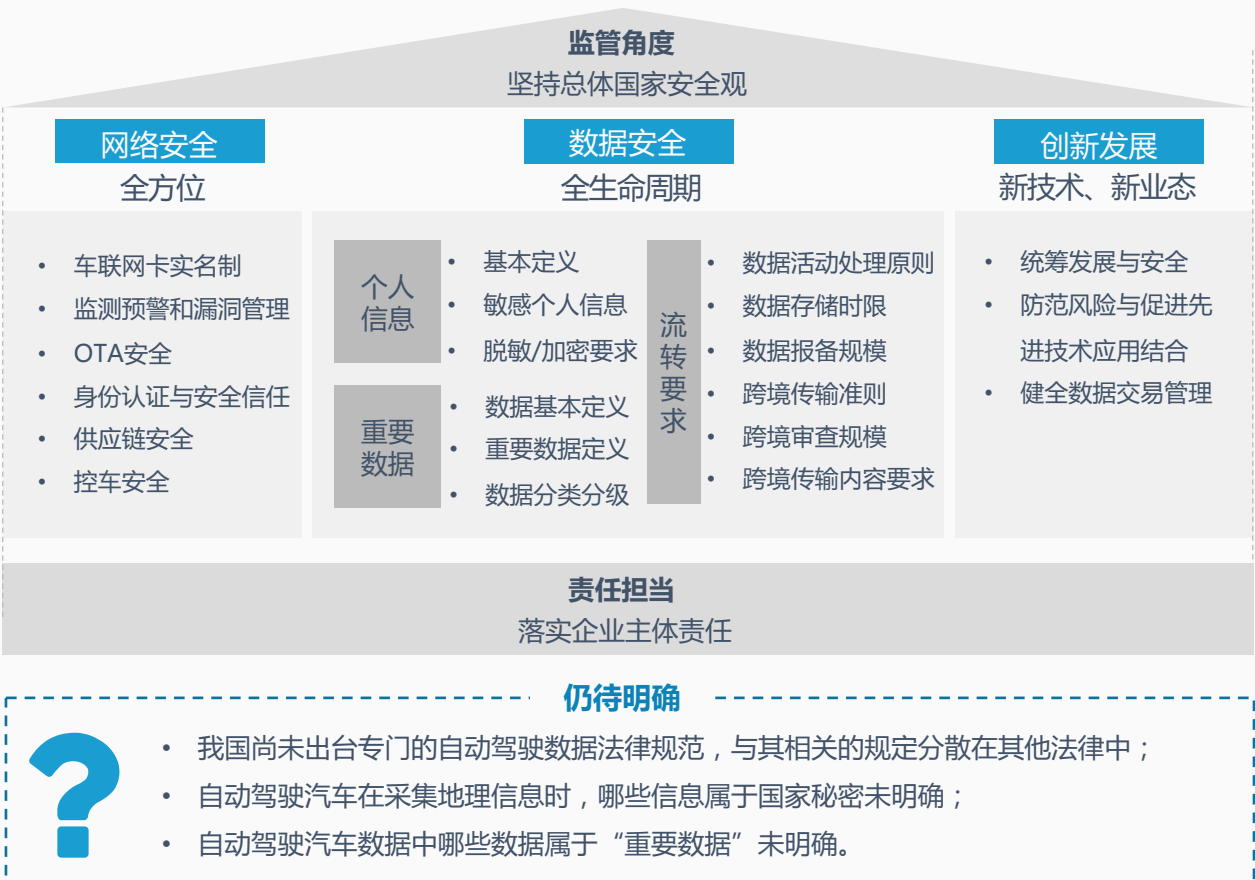 监管角度
坚持总体国家安全观
网络安全
全方位
• 车联网卡实名制
• 监测预警和漏洞管理
• OTA安全
• 身份认证与安全信任
• 供应链安全
• 控车安全
数据安全
全生命周期
个人
信息
• 基本定义
• 敏感个人信息
• 脱敏/加密要求
重要
数据
• 数据基本定义
• 重要数据定义
• 数据分类分级
流
转
要
求
• 数据活动处理原则
• 数据存储时限
• 数据报备规模
• 跨境传输准则
• 跨境审查规模
• 跨境传输内容要求
创新发展
新技术、新业态
• 统筹发展与安全
• 防范风险与促进先
进技术应用结合
• 健全数据交易管理
责任担当
落实企业主体责任
仍待明确
?
• 我国尚未出台专门的自动驾驶数据法律规范，与其相关的规定分散在其他法律中；
• 自动驾驶汽车在采集地理信息时，哪些信息属于国家秘密未明确；
• 自动驾驶汽车数据中哪些数据属于“重要数据”未明确。